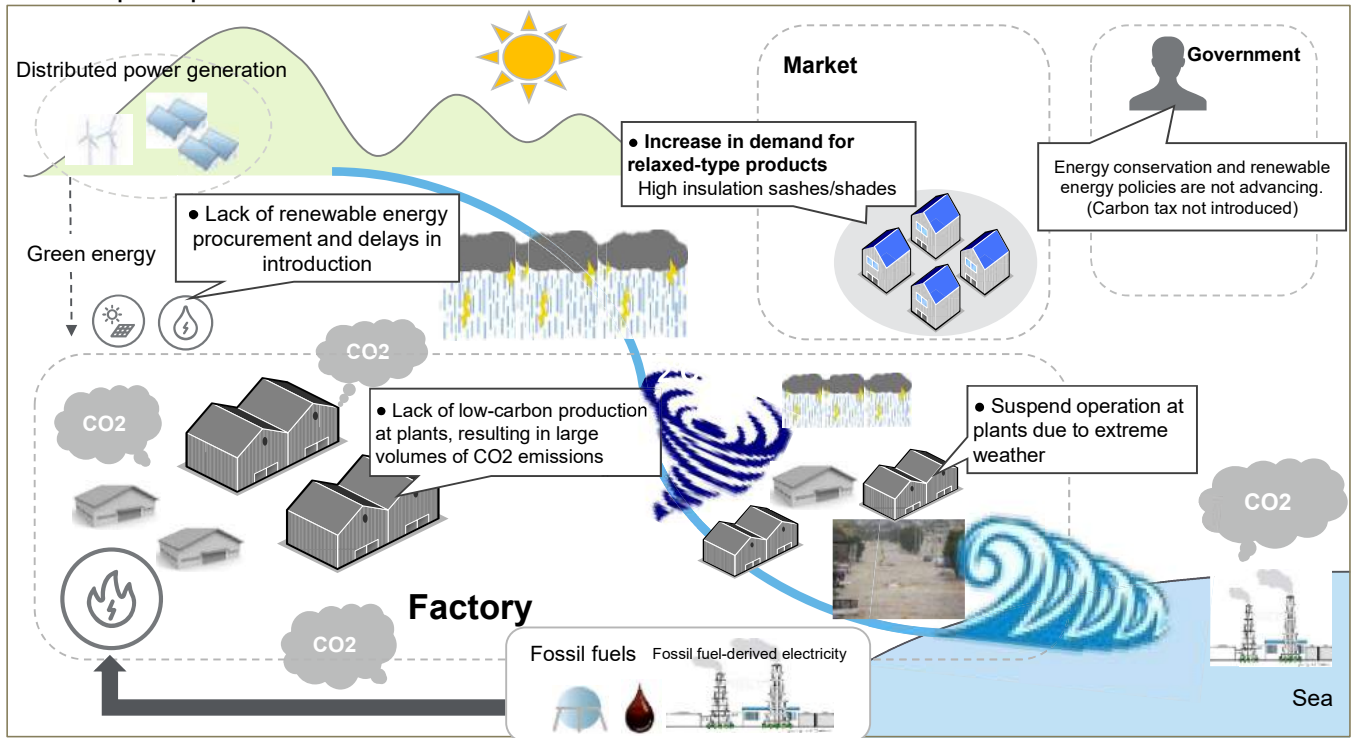 Distributed power generation
Market
Government
● Increase in demand for
relaxed-type products
High insulation sashes/shades
Energy conservation and renewable
energy policies are not advancing.
(Carbon tax not introduced)
● Lack of renewable energy
procurement and delays in
introduction
Green energy
CO2
CO2
● Lack of low-carbon production
at plants, resulting in large
volumes of CO2 emissions
● Suspend operation at
plants due to extreme
weather
CO2
Factory
CO2
Fossil fuels
Fossil fuel-derived electricity
Sea